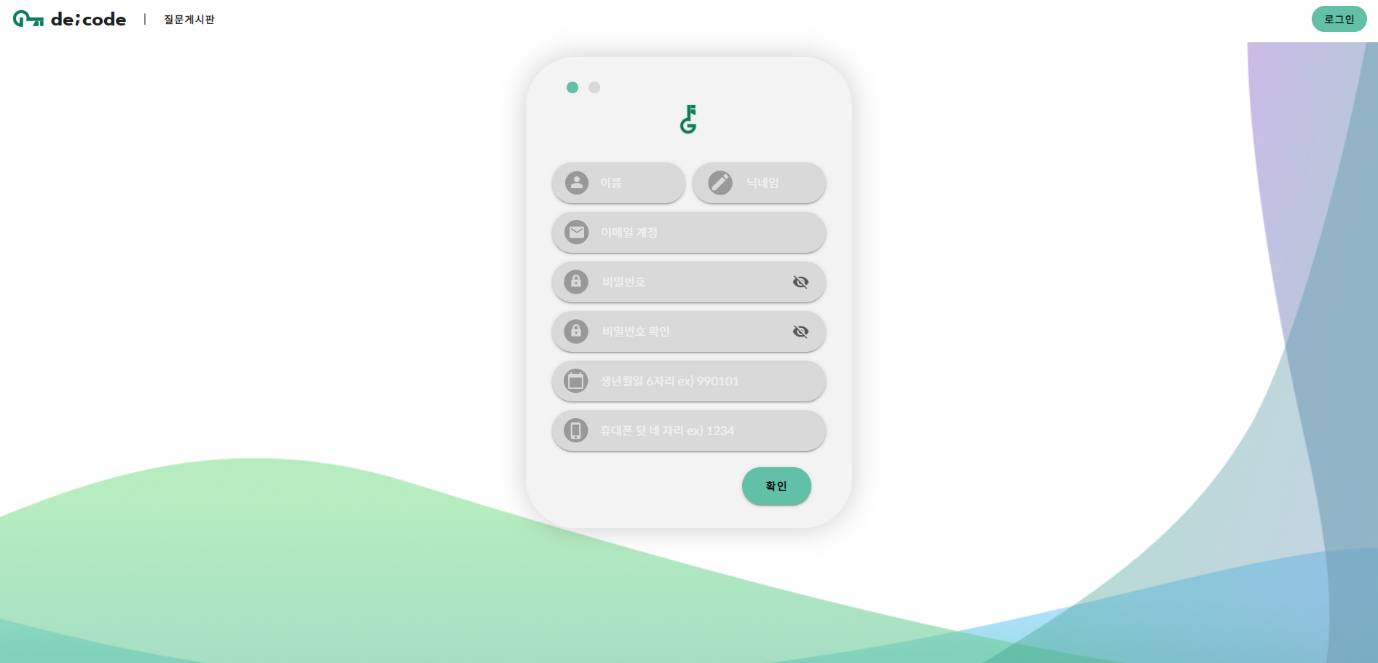 de;code
질문게시판
로그인
이름
닉네임
이메일 계정
비밀번호
비밀번호 확인
생년월일 6자리 ex) 990101
휴대폰 뒷 네 자리 ex) 1234
확인